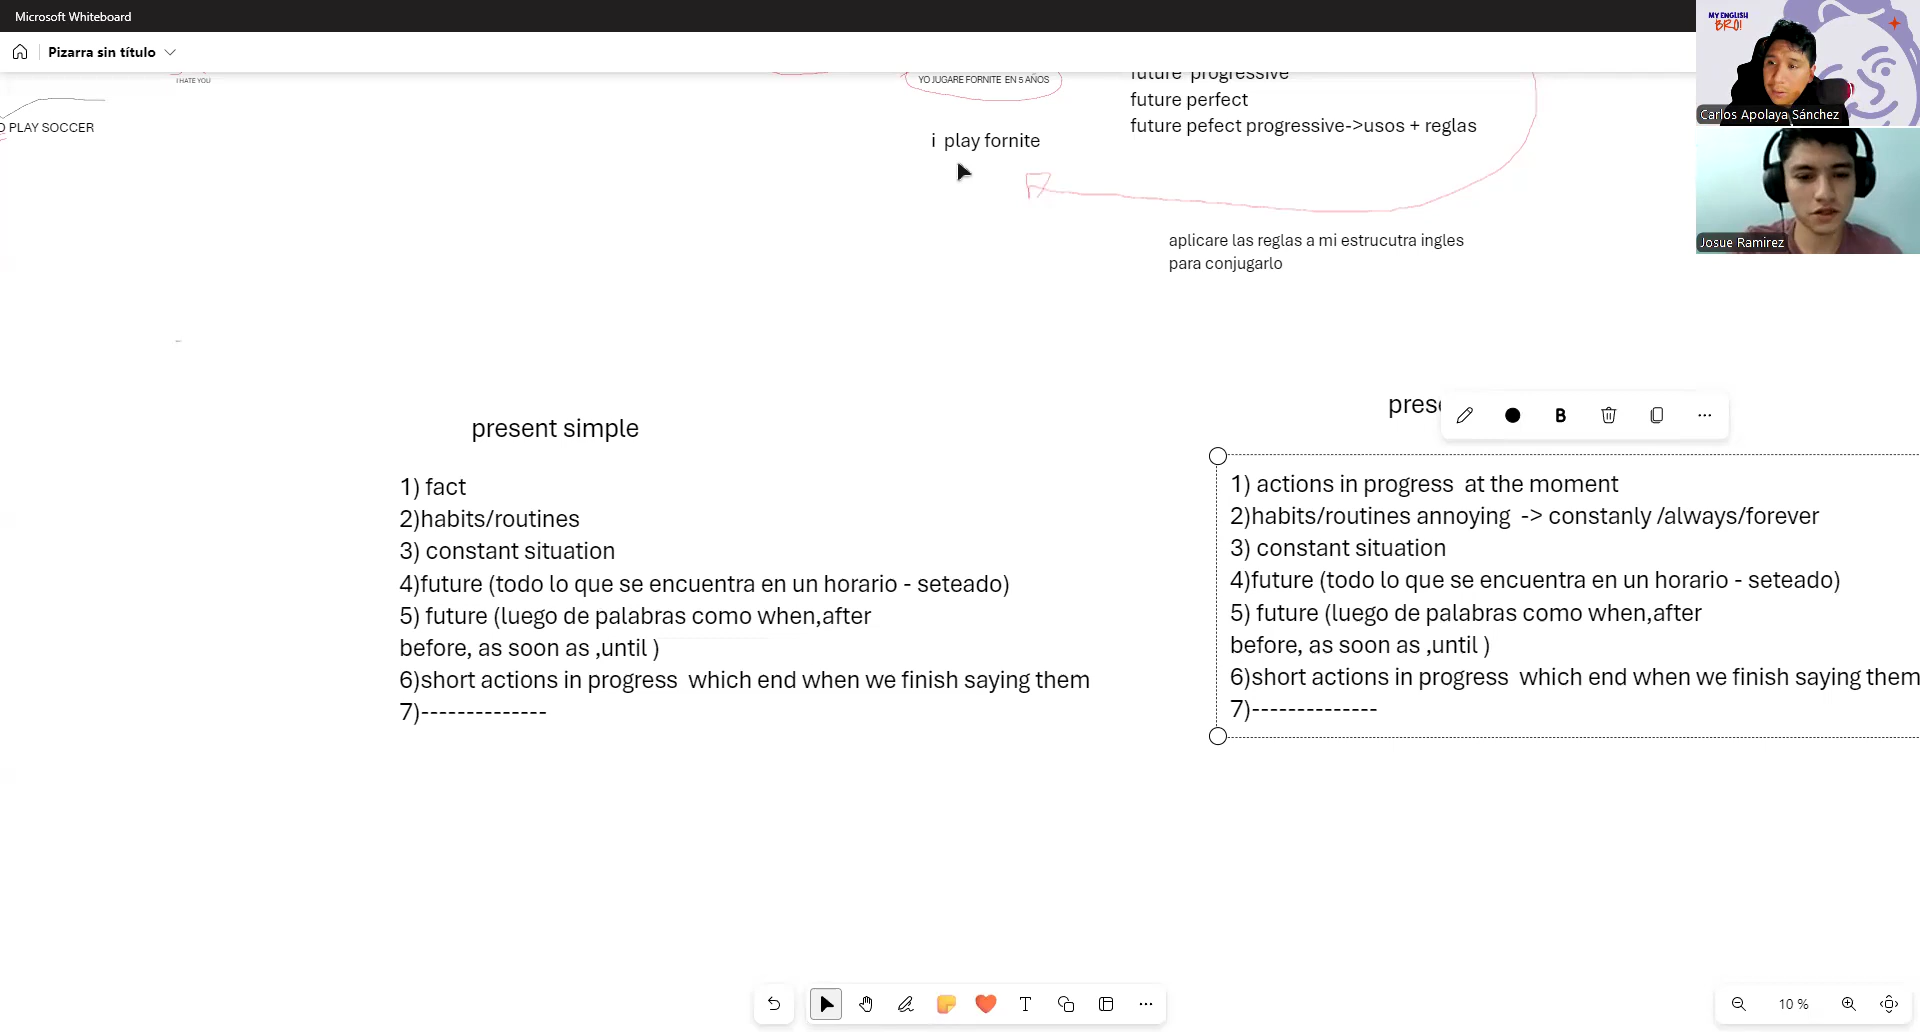 Microsoft Whiteboard
Pizarra sin título
I HATE YOU
O PLAY SOCCER
YO JUGARE FORNITE EN 5 AÑOS
i play fornite
future progressive
future perfect
future pefect progressive->usos + reglas
aplicare las reglas a mi estrucutra ingles
para conjugarlo
MY ENGLISH
BRO!
Carlos Apolaya Sánchez
Josue Ramirez
present simple
1) fact
2)habits/routines
3) constant situation
4)future (todo lo que se encuentra en un horario - seteado)
5) future (luego de palabras como when,after
before, as soon as ,until )
6)short actions in progress which end when we finish saying them
7)--------------
prese
B
1) actions in progress at the moment
2)habits/routines annoying -> constanly /always/forever
3) constant situation
4)future (todo lo que se encuentra en un horario - seteado)
5) future (luego de palabras como when,after
before, as soon as ,until )
6)short actions in progress which end when we finish saying them
7)--------------
10 %